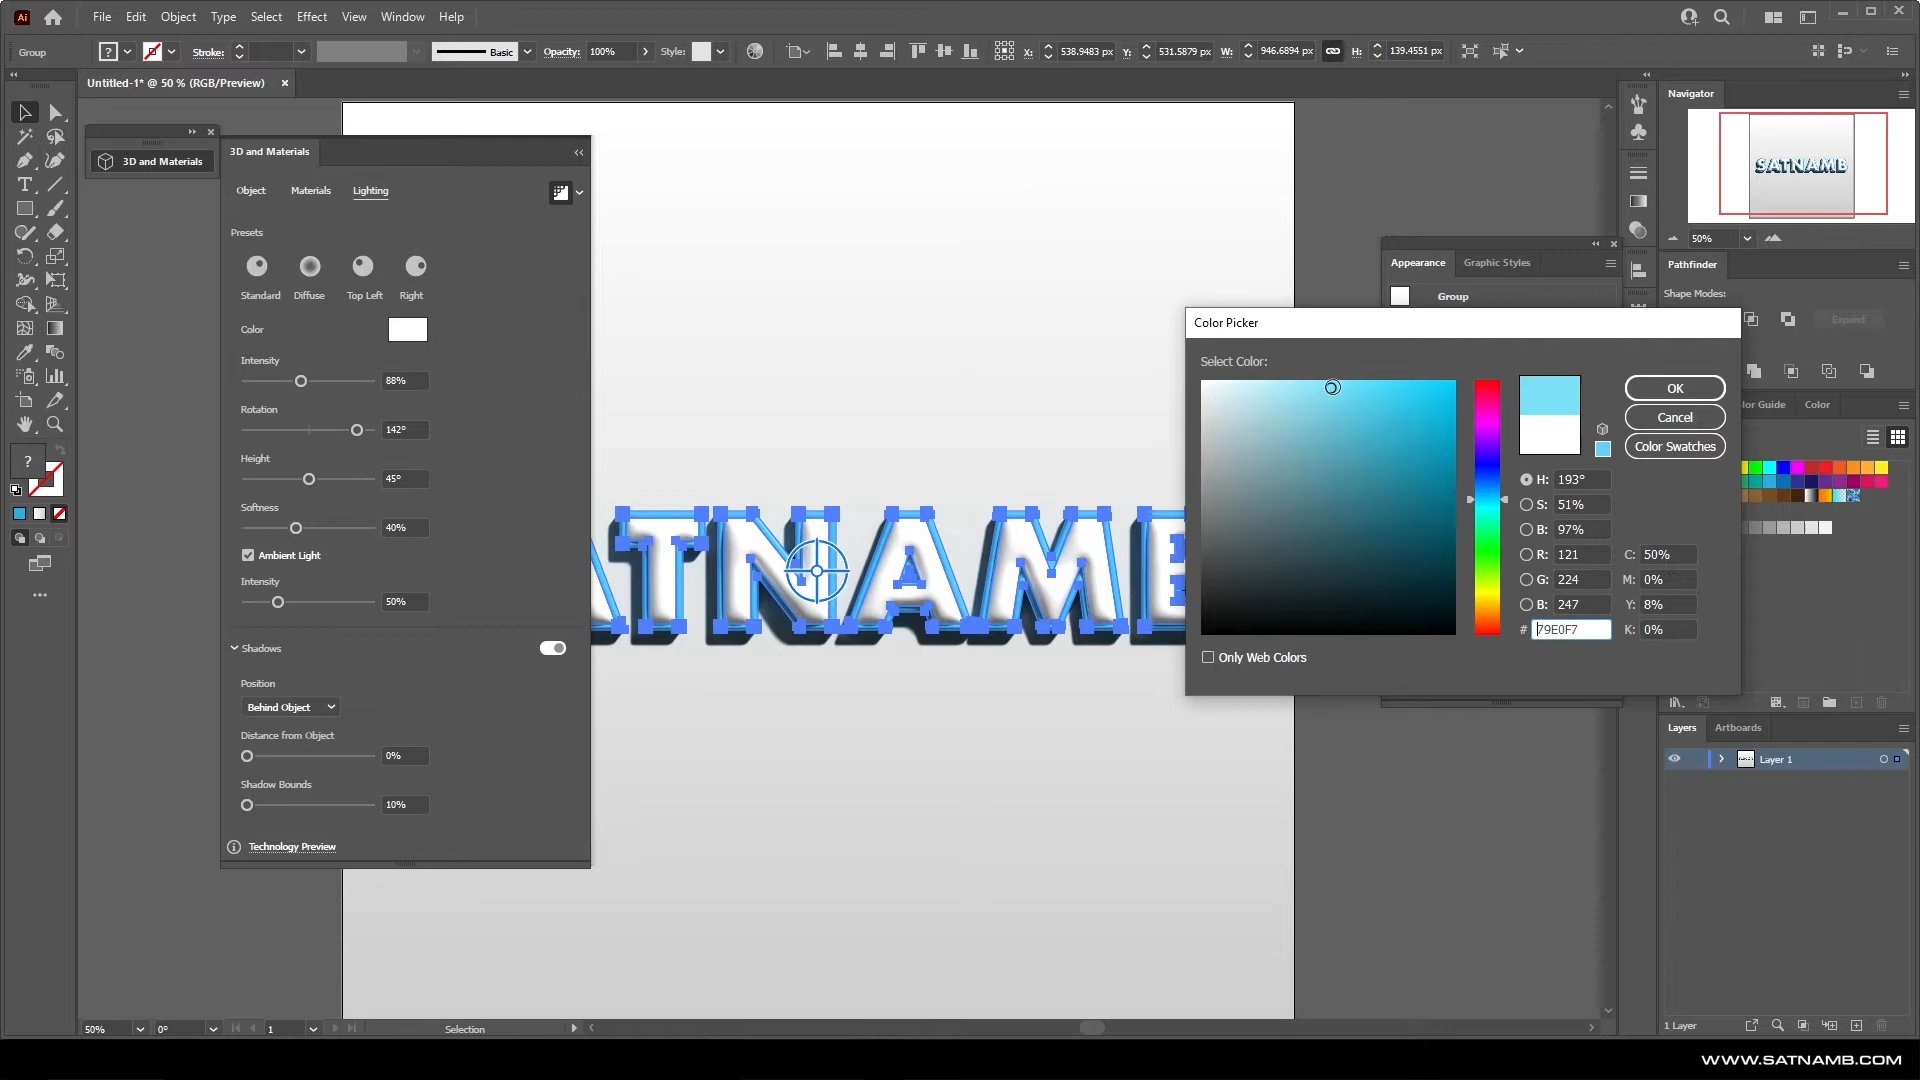 Ai File Edit Object Type Select Effect View Window Help
Group ? Stroke: Basic Opacity: 100% Style: X: 538.9483 px Y: 531.5879 px W: 946.6894 px H: 139.4551 px
Untitled-1* @ 50 % (RGB/Preview)
3D and Materials
3D and Materials
Object Materials Lighting
Presets
Standard Diffuse Top Left Right
Color
Intensity
88%
Rotation
142°
Height
45°
Softness
40%
Ambient Light
Intensity
50%
Shadows
Position
Behind Object
Distance from Object
0%
Shadow Bounds
10%
Technology Preview
?
ATNAMB
Navigator
SATNAMB
50%
Appearance Graphic Styles
Group
Pathfinder
Shape Modes:
Expand
Color Picker
Select Color:
OK
Cancel
Color Swatches
H: 193°
S: 51%
B: 97%
R: 121 C: 50%
G: 224 M: 0%
B: 247 Y: 8%
# 79E0F7 K: 0%
Only Web Colors
lor Guide Color
Layers Artboards
Layer 1
1 Layer
50% 0° 1 Selection
WWW.SATNAMB.COM